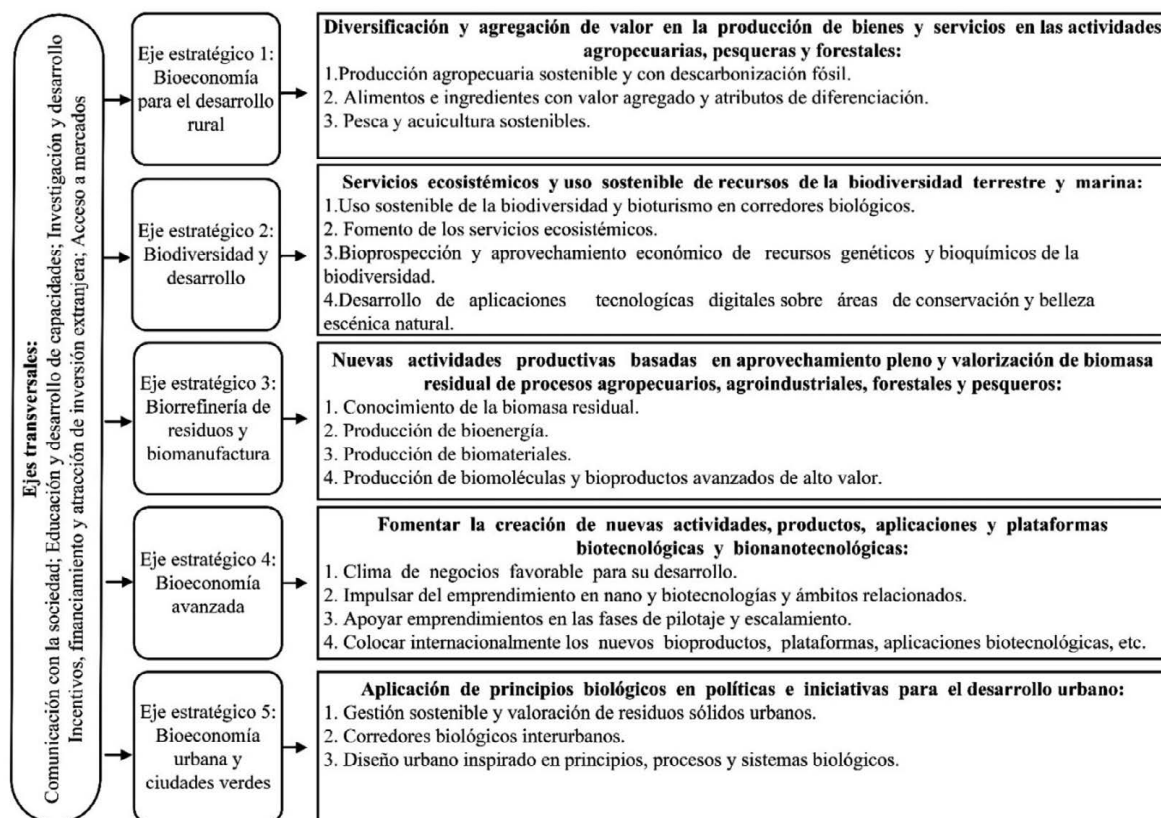 Ejes transversales:
Comunicación con la sociedad; Educación y desarrollo de capacidades; Investigación y desarrollo
Incentivos, financiamiento y atracción de inversión extranjera; Acceso a mercados
Eje estratégico 1:
Bioeconomía
para el desarrollo
rural
Diversificación y agregación de valor en la producción de bienes y servicios en las actividades
agropecuarias, pesqueras y forestales:
1.Producción agropecuaria sostenible y con descarbonización fósil.
2. Alimentos e ingredientes con valor agregado y atributos de diferenciación.
3. Pesca y acuicultura sostenibles.
Eje estratégico 2:
Biodiversidad y
desarrollo
Servicios ecosistémicos y uso sostenible de recursos de la biodiversidad terrestre y marina:
1.Uso sostenible de la biodiversidad y bioturismo en corredores biológicos.
2. Fomento de los servicios ecosistémicos.
3.Bioprospección y aprovechamiento económico de recursos genéticos y bioquímicos de la
biodiversidad.
4.Desarrollo de aplicaciones tecnologícas digitales sobre áreas de conservación y belleza
escénica natural.
Eje estratégico 3:
Biorrefinería de
residuos y
biomanufactura
Nuevas actividades productivas basadas en aprovechamiento pleno y valorización de biomasa
residual de procesos agropecuarios, agroindustriales, forestales y pesqueros:
1. Conocimiento de la biomasa residual.
2. Producción de bioenergía.
3. Producción de biomateriales.
4. Producción de biomoléculas y bioproductos avanzados de alto valor.
Eje estratégico 4:
Bioeconomía
avanzada
Fomentar la creación de nuevas actividades, productos, aplicaciones y plataformas
biotecnológicas y bionanotecnológicas:
1. Clima de negocios favorable para su desarrollo.
2. Impulsar del emprendimiento en nano y biotecnologías y ámbitos relacionados.
3. Apoyar emprendimientos en las fases de pilotaje y escalamiento.
4. Colocar internacionalmente los nuevos bioproductos, plataformas, aplicaciones biotecnológicas, etc.
Eje estratégico 5:
Bioeconomía
urbana y
ciudades verdes
Aplicación de principios biológicos en políticas e iniciativas para el desarrollo urbano:
1. Gestión sostenible y valoración de residuos sólidos urbanos.
2. Corredores biológicos interurbanos.
3. Diseño urbano inspirado en principios, procesos y sistemas biológicos.